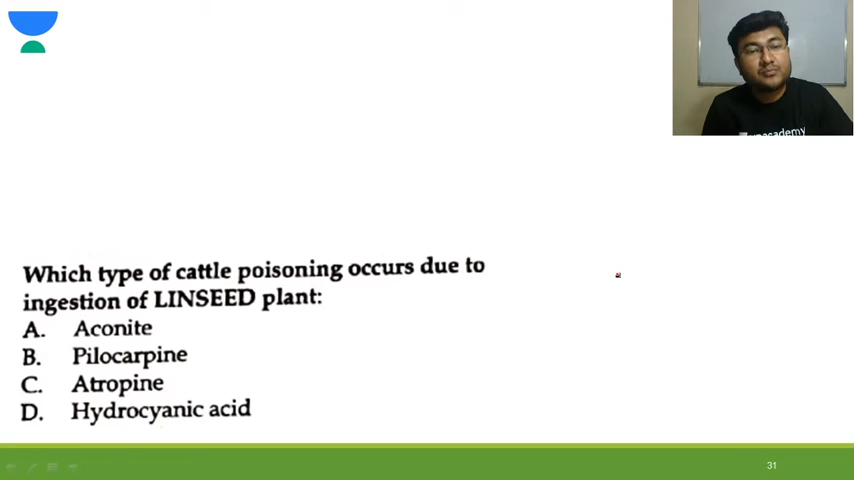 Which type of cattle poisoning occurs due to
ingestion of LINSEED plant:
A. Aconite
B. Pilocarpine
C. Atropine
D. Hydrocyanic acid
31